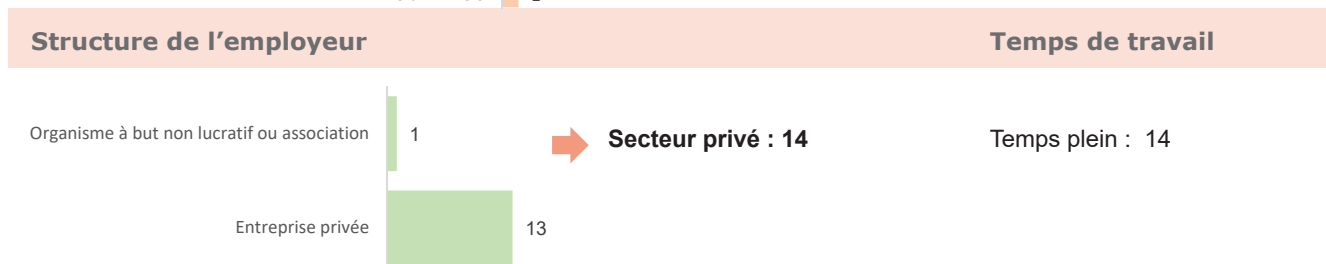 Structure de l’employeur
Temps de travail
Organisme à but non lucratif ou association 1
Secteur privé : 14
Temps plein : 14
Entreprise privée 13